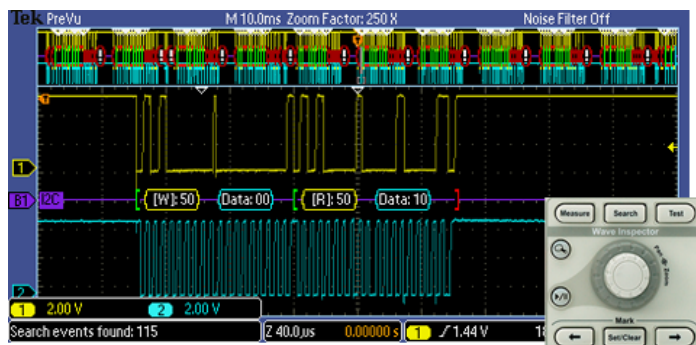 Tek PreVu M 10.0ms Zoom Factor: 250 X Noise Filter Off
1
B1 I2C [W]: 50 Data: 00 [R]: 50 Data: 10
2
1 2.00 V 2 2.00 V
Search events found: 115
Z 40.0µs 0.00000 s 1 1.44 V
Measure Search Test
Wave Inspector
Pan Zoom
Mark
← Set/Clear →